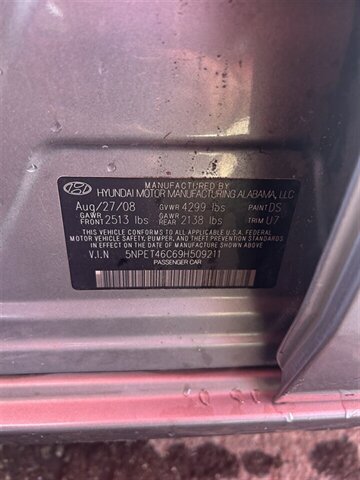 MANUFACTURED BY
HYUNDAI MOTOR MANUFACTURING ALABAMA, LLC
Aug/27/08 GVWR 4299 lbs PAINT DS
GAWR FRONT 2513 lbs GAWR REAR 2138 lbs TRIM U7
THIS VEHICLE CONFORMS TO ALL APPLICABLE U.S.A. FEDERAL
MOTOR VEHICLE SAFETY, BUMPER, AND THEFT PREVENTION STANDARDS
IN EFFECT ON THE DATE OF MANUFACTURE SHOWN ABOVE.
V.I.N 5NPET46C69H509211
PASSENGER CAR